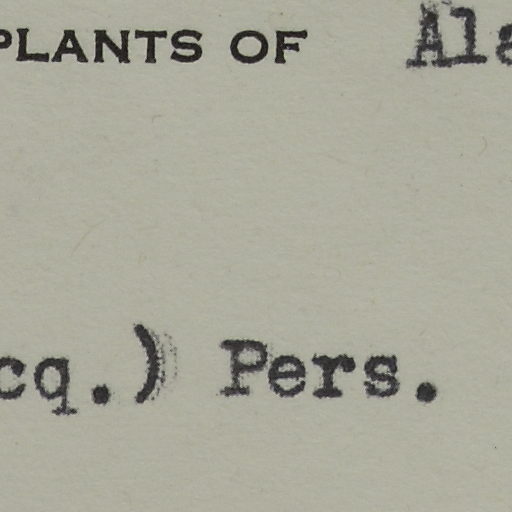 PLANTS OF Ala
cq.) Pers.